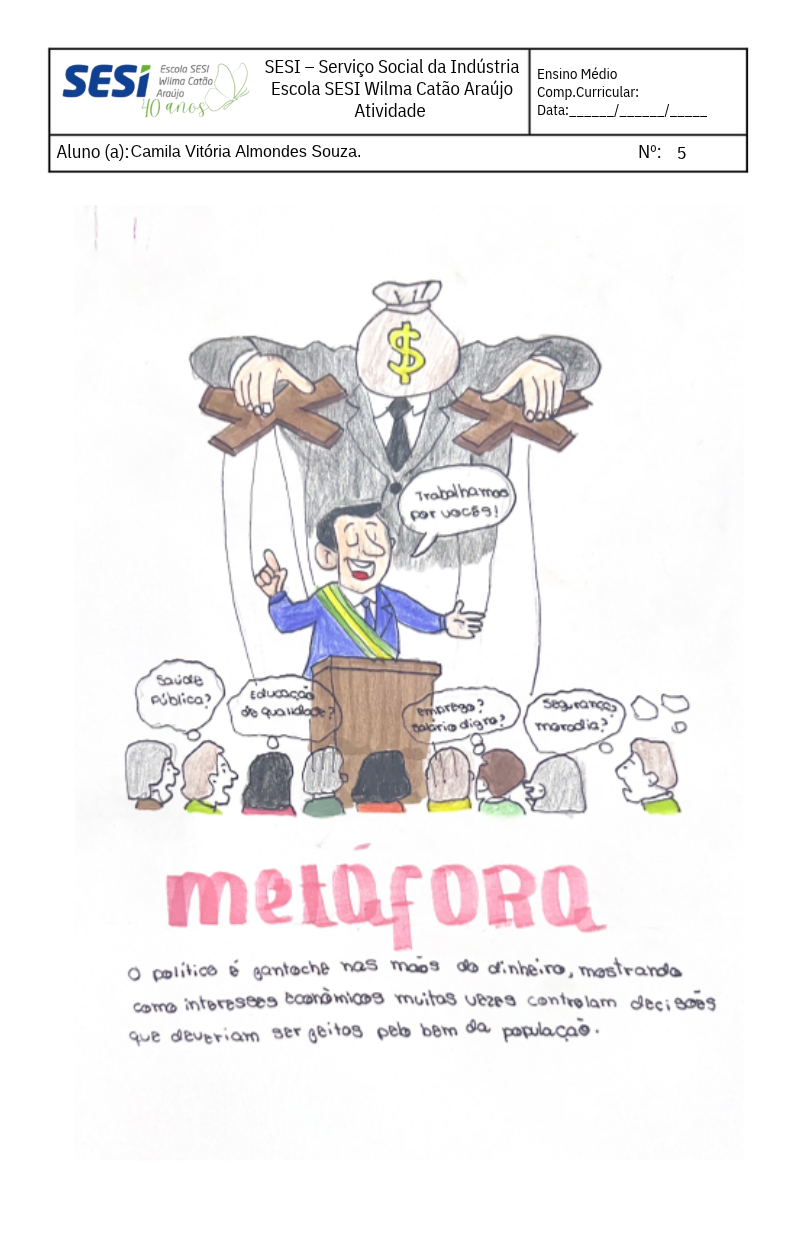 SESI
Escola SESI
Wilma Catão
Araújo
40 anos
SESI – Serviço Social da Indústria
Escola SESI Wilma Catão Araújo
Atividade
Ensino Médio
Comp.Curricular:
Data:______/______/_____
Aluno (a):Camila Vitória Almondes Souza.
Nº: 5
$
Trabalhamos
por vocês!
Saúde
Pública?
Educação
de qualidade?
emprego?
salário digno?
Segurança,
moradia?
metáfora
O político é fantoche nas mãos do dinheiro, mostrando
como interesses econômicos muitas vezes controlam decisões
que deveriam ser feitos pelo bem da população.